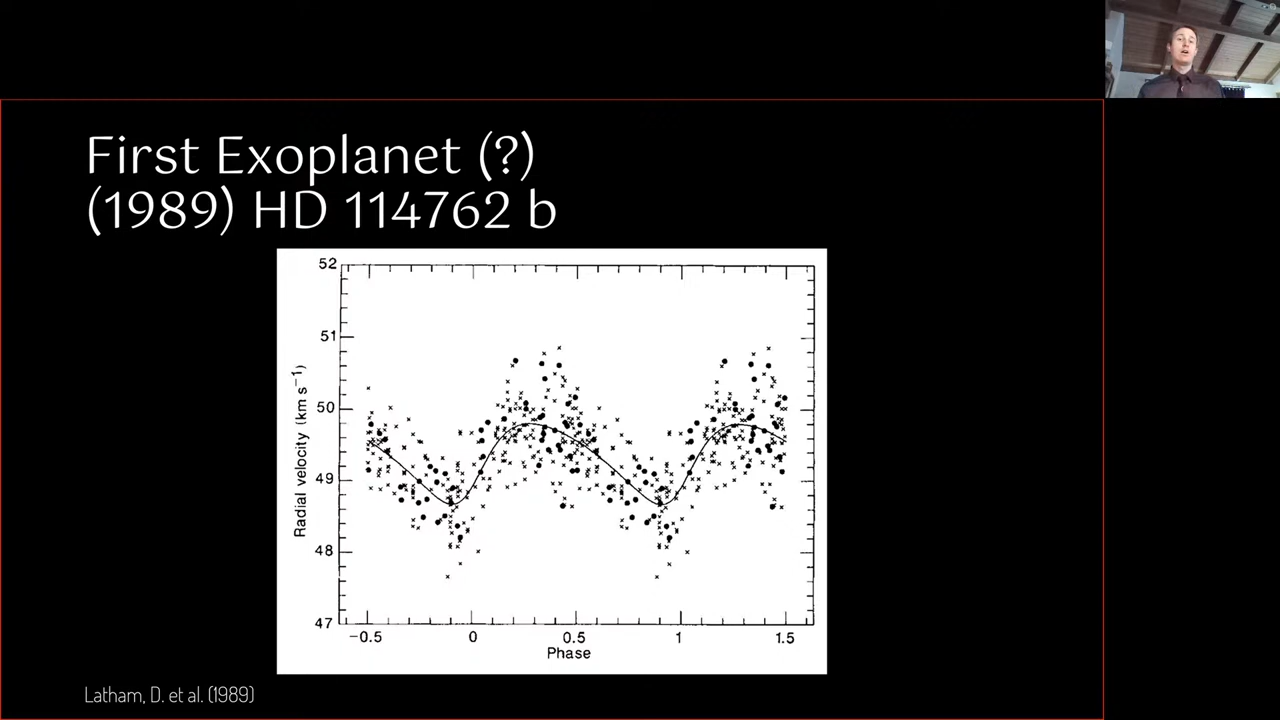 First Exoplanet (?)
(1989) HD 114762 b
52
51
50
49
48
47
Radial velocity (km s⁻¹)
−0.5 0 0.5 1 1.5
Phase
Latham, D. et al. (1989)